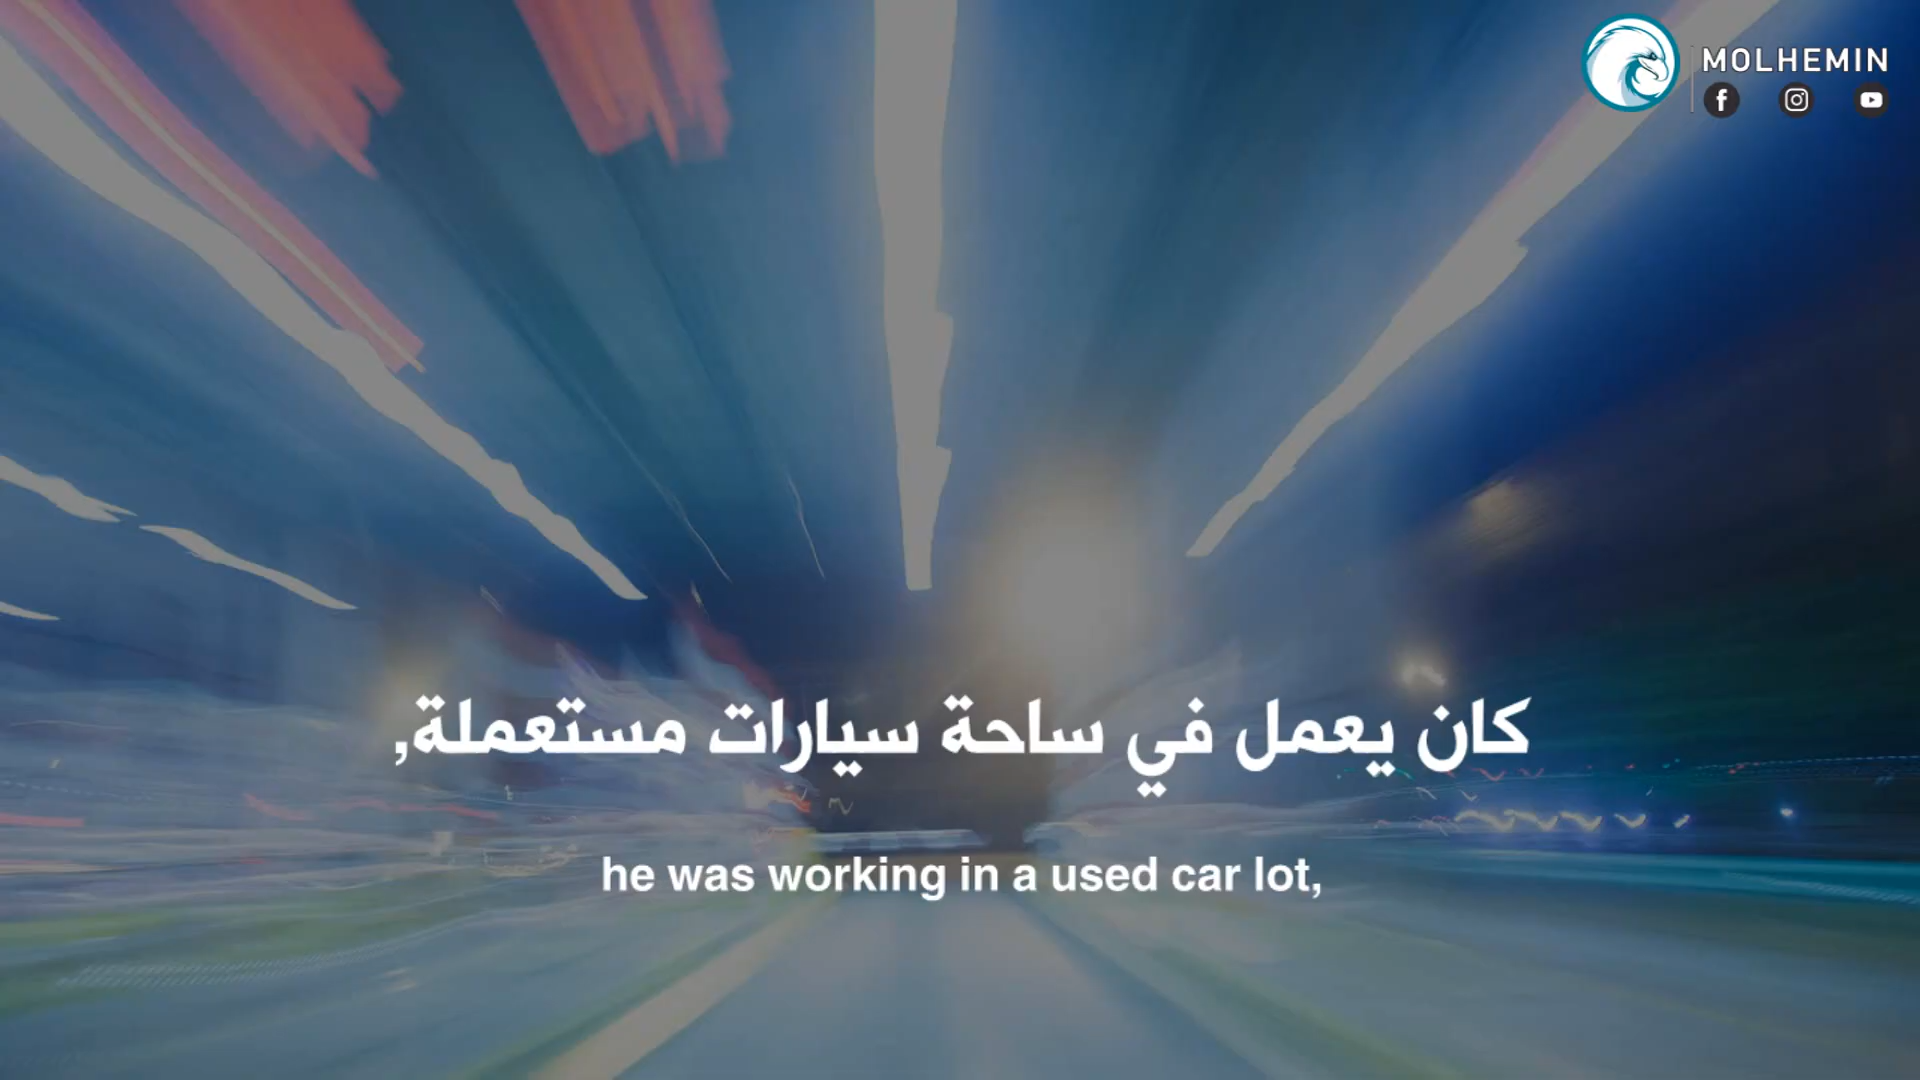 MOLHEMIN
كان يعمل في ساحة سيارات مستعملة,
he was working in a used car lot,